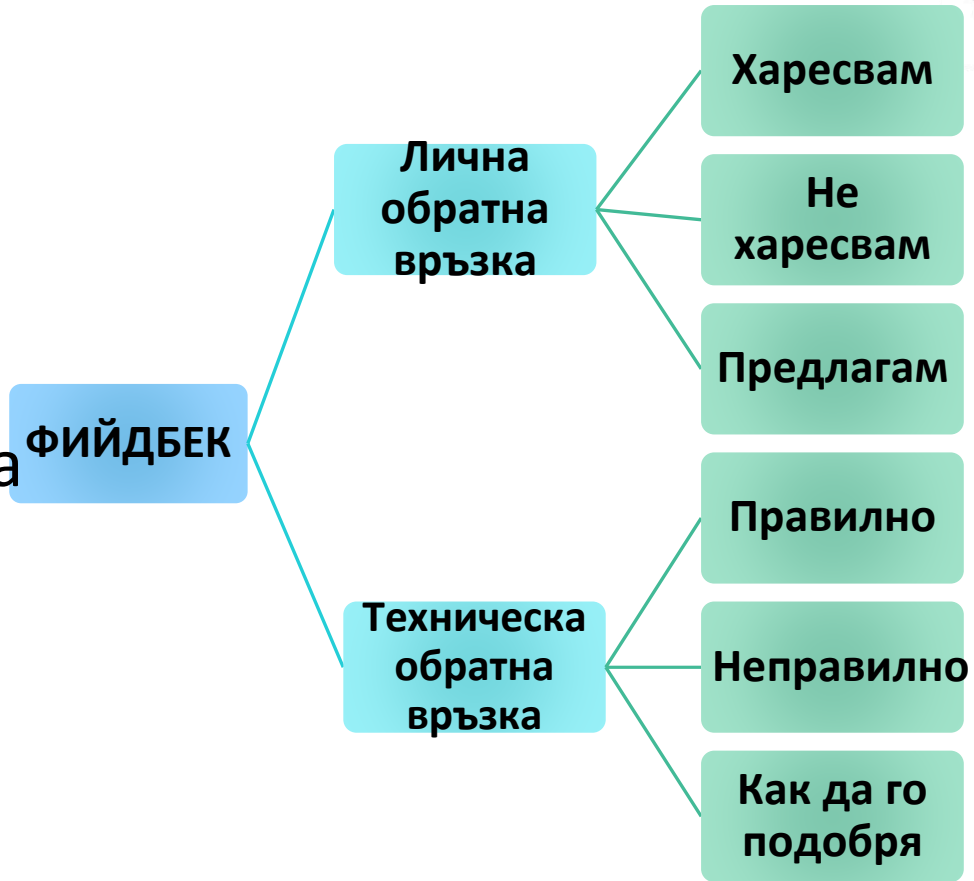 Харесвам
Лична
обратна
връзка
Не
харесвам
Предлагам
ФИЙДБЕК
а
Правилно
Техническа
обратна
връзка
Неправилно
Как да го
подобря